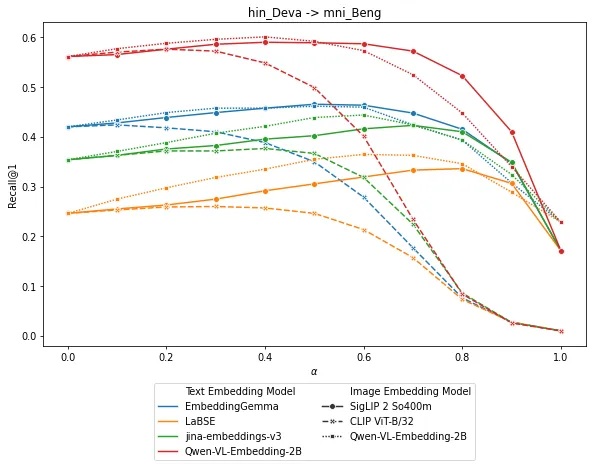 hin_Deva -> mni_Beng
Recall@1
0.6
0.5
0.4
0.3
0.2
0.1
0.0
0.0 0.2 0.4 0.6 0.8 1.0
α
Text Embedding Model Image Embedding Model
EmbeddingGemma SigLIP 2 So400m
LaBSE CLIP ViT-B/32
jina-embeddings-v3 Qwen-VL-Embedding-2B
Qwen-VL-Embedding-2B